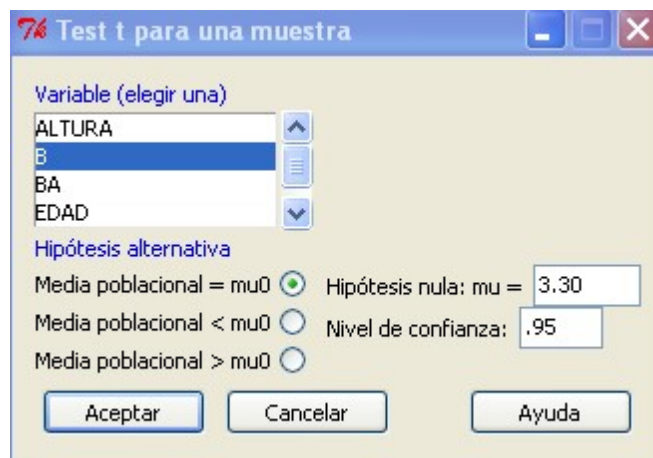 Test t para una muestra
Variable (elegir una)
ALTURA
B
BA
EDAD
Hipótesis alternativa
Media poblacional = mu0 Hipótesis nula: mu = 3.30
Media poblacional < mu0 Nivel de confianza: .95
Media poblacional > mu0
Aceptar Cancelar Ayuda